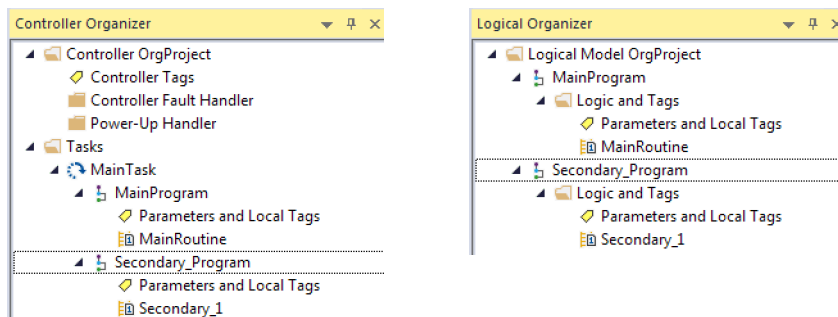 Controller Organizer
Controller OrgProject
Controller Tags
Controller Fault Handler
Power-Up Handler
Tasks
MainTask
MainProgram
Parameters and Local Tags
MainRoutine
Secondary_Program
Parameters and Local Tags
Secondary_1
Logical Organizer
Logical Model OrgProject
MainProgram
Logic and Tags
Parameters and Local Tags
MainRoutine
Secondary_Program
Logic and Tags
Parameters and Local Tags
Secondary_1